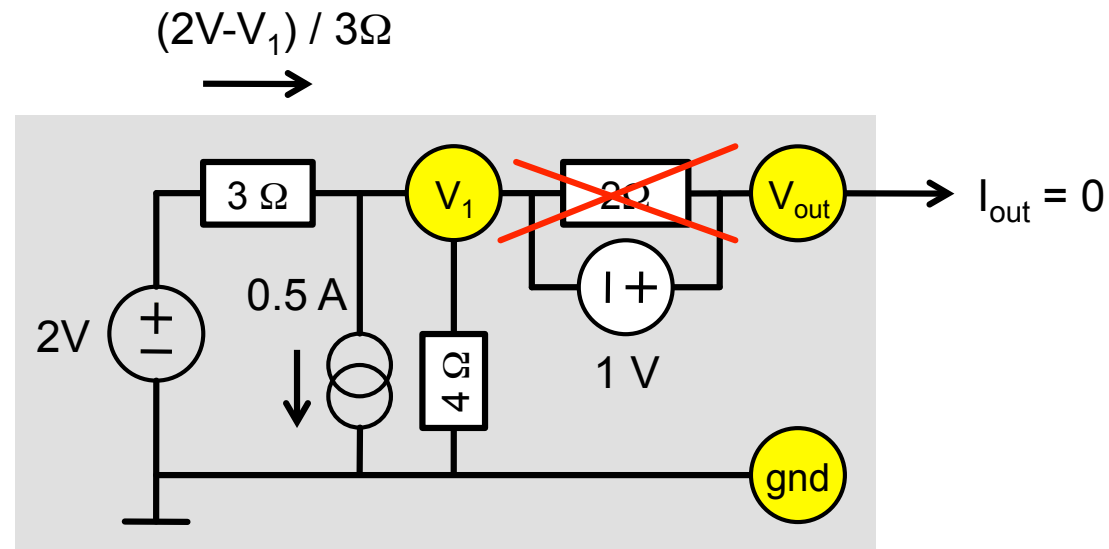 (2V-V₁) / 3Ω
3 Ω
V₁
2Ω
Vout
Iout = 0
0.5 A
2V
+
–
4 Ω
– +
1 V
gnd